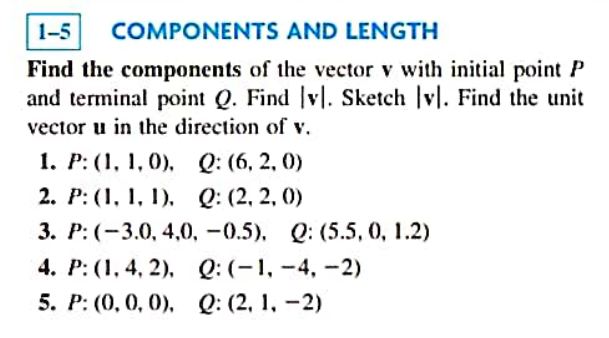 1–5 COMPONENTS AND LENGTH
Find the components of the vector v with initial point P
and terminal point Q. Find |v|. Sketch |v|. Find the unit
vector u in the direction of v.
1. P: (1, 1, 0), Q: (6, 2, 0)
2. P: (1, 1, 1), Q: (2, 2, 0)
3. P: (−3.0, 4,0, −0.5), Q: (5.5, 0, 1.2)
4. P: (1, 4, 2), Q: (−1, −4, −2)
5. P: (0, 0, 0), Q: (2, 1, −2)